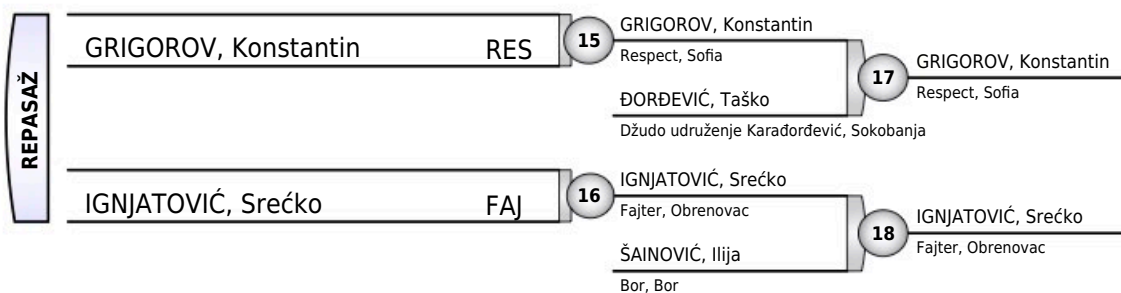 REPASAŽ
GRIGOROV, Konstantin RES
15
GRIGOROV, Konstantin
Respect, Sofia
ĐORĐEVIĆ, Taško
Džudo udruženje Karađorđević, Sokobanja
17
GRIGOROV, Konstantin
Respect, Sofia
IGNJATOVIĆ, Srećko FAJ
16
IGNJATOVIĆ, Srećko
Fajter, Obrenovac
ŠAINOVIĆ, Ilija
Bor, Bor
18
IGNJATOVIĆ, Srećko
Fajter, Obrenovac